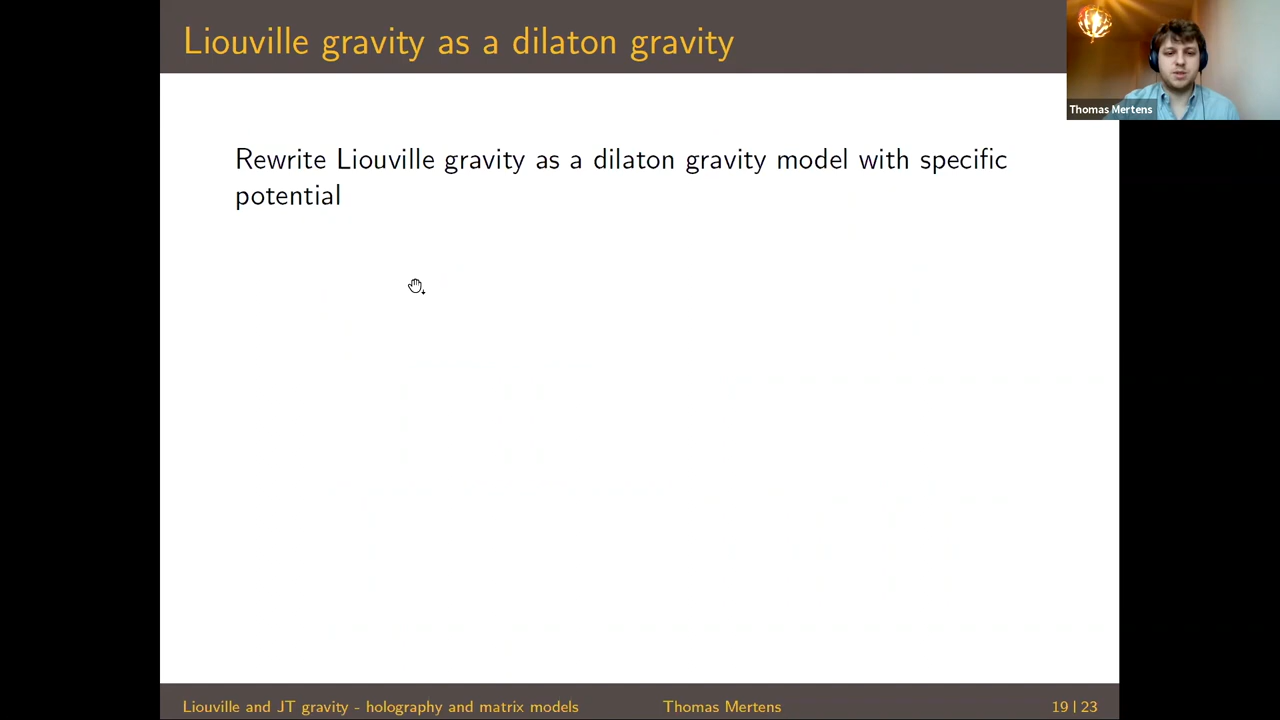 Liouville gravity as a dilaton gravity
Thomas Mertens
Rewrite Liouville gravity as a dilaton gravity model with specific
potential
Liouville and JT gravity - holography and matrix models Thomas Mertens 19 | 23